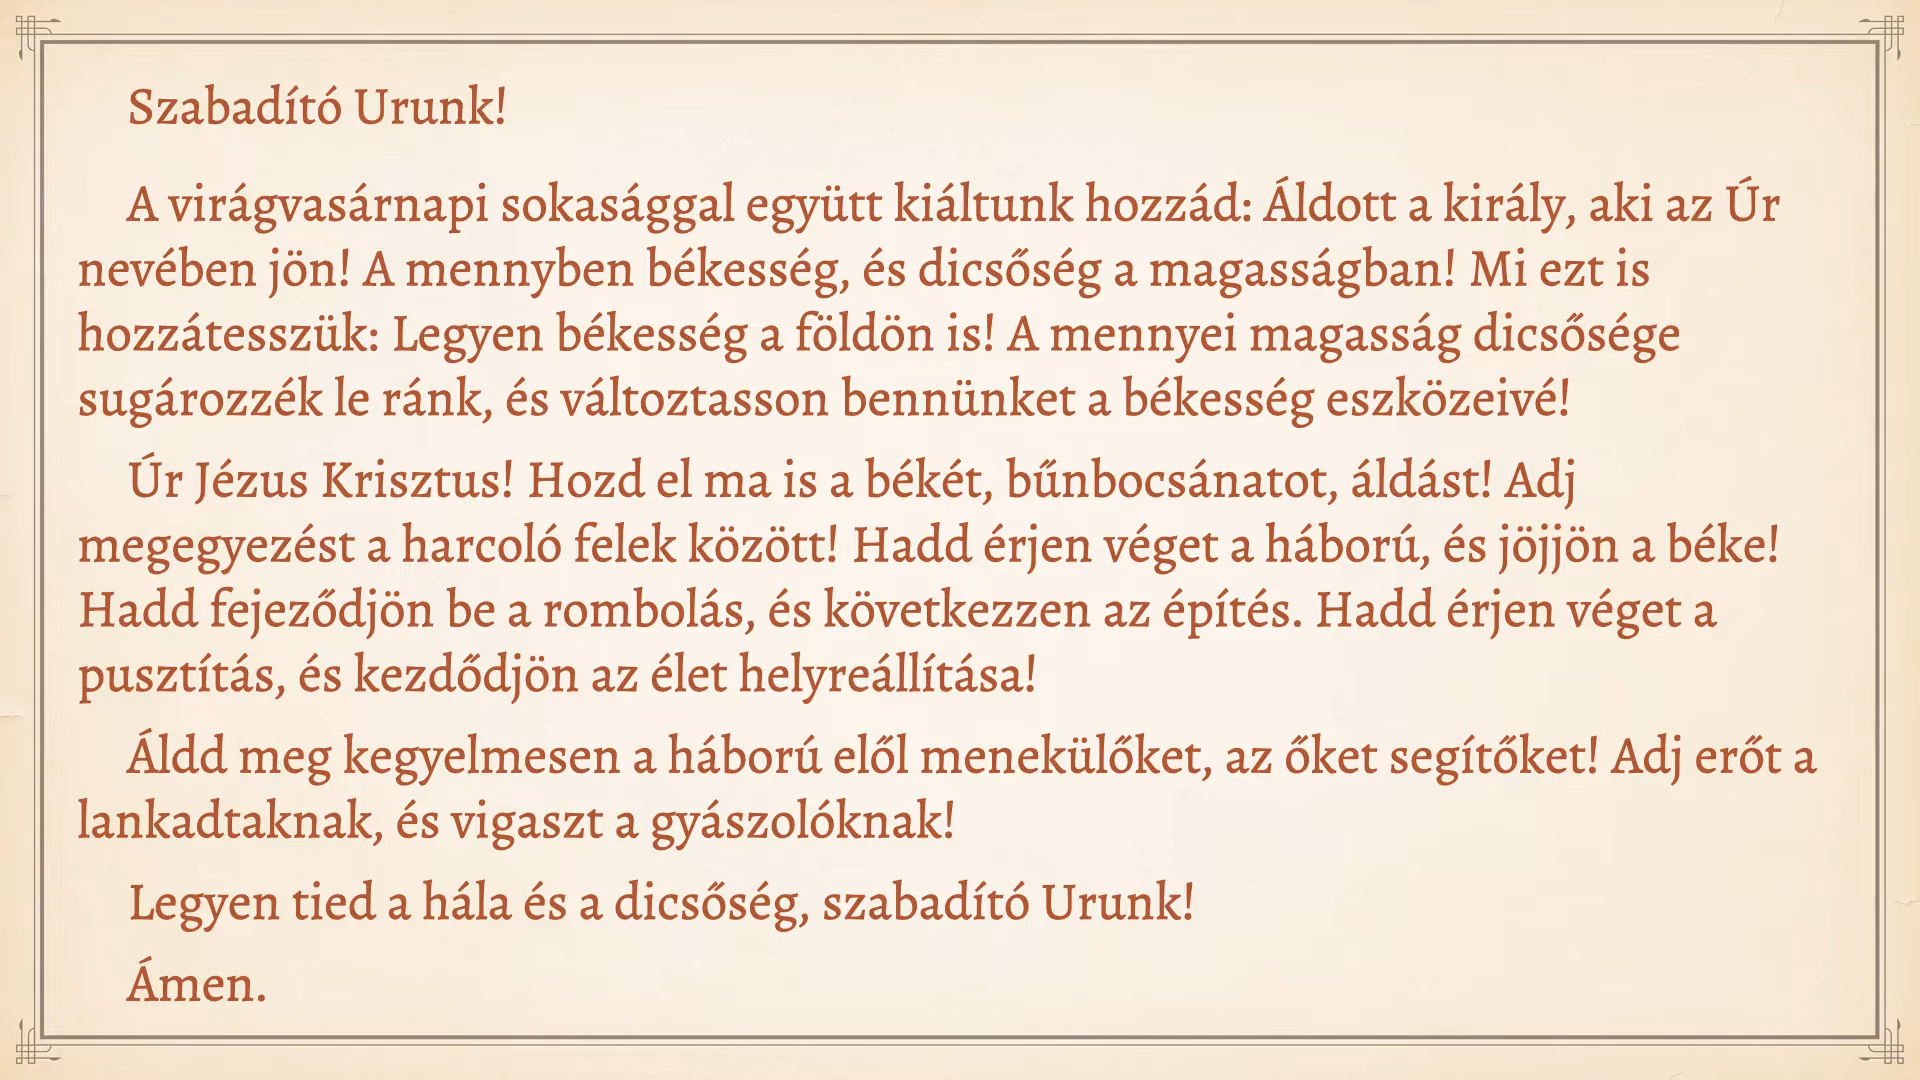 Szabadító Urunk!
A virágvasárnapi sokasággal együtt kiáltunk hozzád: Áldott a király, aki az Úr
nevében jön! A mennyben békesség, és dicsőség a magasságban! Mi ezt is
hozzátesszük: Legyen békesség a földön is! A mennyei magasság dicsősége
sugározzék le ránk, és változtasson bennünket a békesség eszközeivé!
Úr Jézus Krisztus! Hozd el ma is a békét, bűnbocsánatot, áldást! Adj
megegyezést a harcoló felek között! Hadd érjen véget a háború, és jöjjön a béke!
Hadd fejeződjön be a rombolás, és következzen az építés. Hadd érjen véget a
pusztítás, és kezdődjön az élet helyreállítása!
Áldd meg kegyelmesen a háború elől menekülőket, az őket segítőket! Adj erőt a
lankadtaknak, és vigaszt a gyászolóknak!
Legyen tied a hála és a dicsőség, szabadító Urunk!
Ámen.